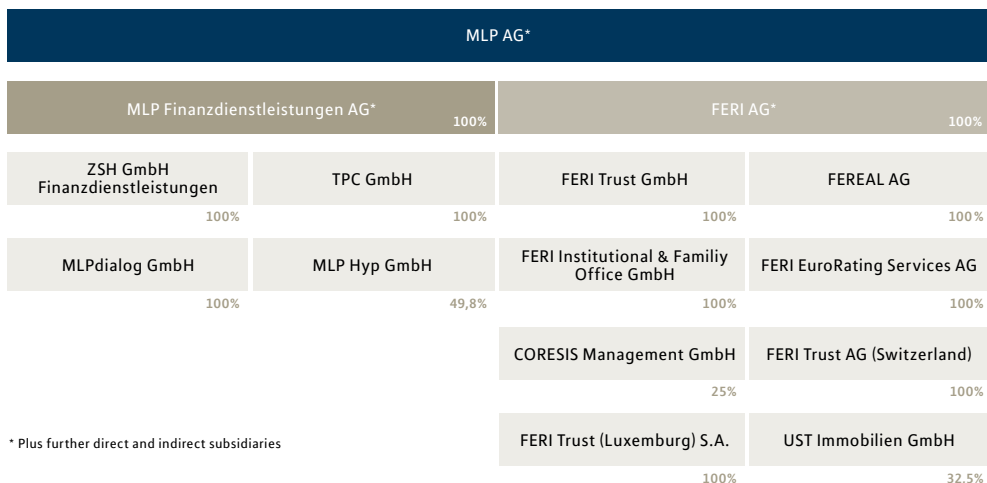 MLP AG*
MLP Finanzdienstleistungen AG*
100%
FERI AG*
100%
ZSH GmbH
Finanzdienstleistungen
100%
TPC GmbH
100%
FERI Trust GmbH
100%
FEREAL AG
100%
MLPdialog GmbH
100%
MLP Hyp GmbH
49,8%
FERI Institutional & Familiy
Office GmbH
100%
FERI EuroRating Services AG
100%
CORESIS Management GmbH
25%
FERI Trust AG (Switzerland)
100%
* Plus further direct and indirect subsidiaries
FERI Trust (Luxemburg) S.A.
100%
UST Immobilien GmbH
32.5%